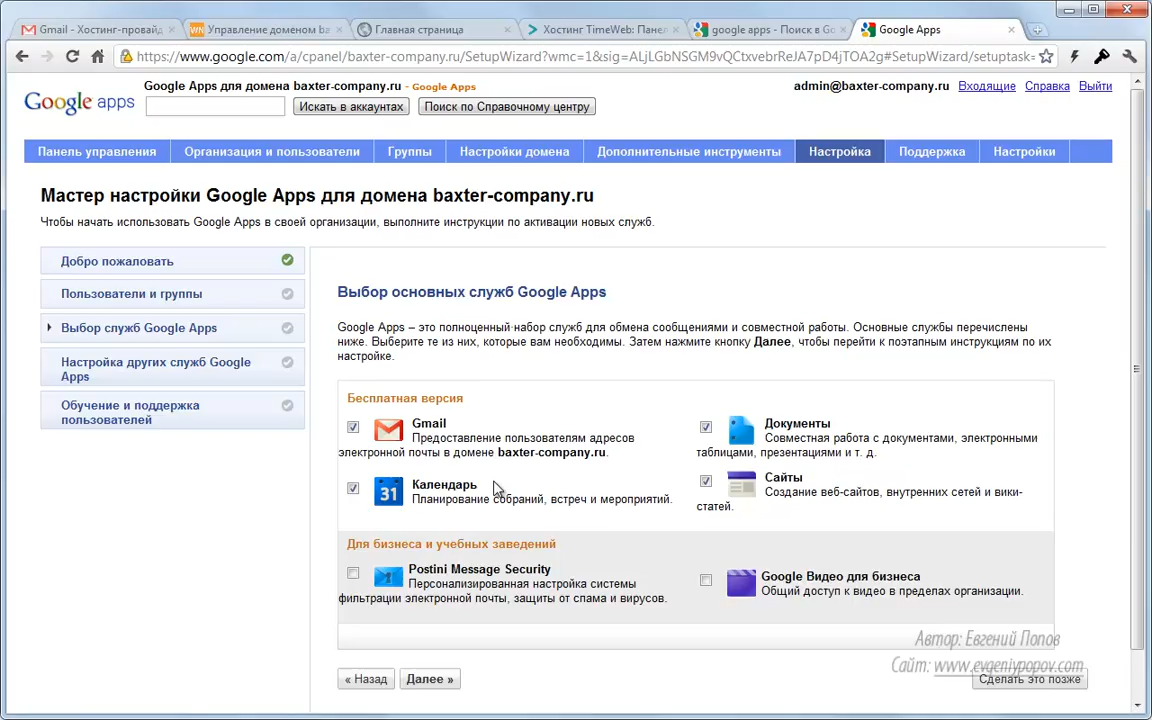 Gmail - Хостинг-провайд
Управление доменом ba
Главная страница
Хостинг TimeWeb: Панел
google apps - Поиск в Go
Google Apps
https://www.google.com/a/cpanel/baxter-company.ru/SetupWizard?wmc=1&sig=ALjLGbNSGM9vQCtxvebrReJA7pD4jTOA2g#SetupWizard/setuptask=
Google apps
Google Apps для домена baxter-company.ru - Google Apps
admin@baxter-company.ru Входящие Справка Выйти
Искать в аккаунтах Поиск по Справочному центру
Панель управления Организация и пользователи Группы Настройки домена Дополнительные инструменты Настройка Поддержка Настройки
Мастер настройки Google Apps для домена baxter-company.ru
Чтобы начать использовать Google Apps в своей организации, выполните инструкции по активации новых служб.
Добро пожаловать
Пользователи и группы
Выбор служб Google Apps
Настройка других служб Google
Apps
Обучение и поддержка
пользователей
Выбор основных служб Google Apps
Google Apps – это полноценный набор служб для обмена сообщениями и совместной работы. Основные службы перечислены
ниже. Выберите те из них, которые вам необходимы. Затем нажмите кнопку Далее, чтобы перейти к поэтапным инструкциям по их
настройке.
Бесплатная версия
Gmail
Предоставление пользователям адресов
электронной почты в домене baxter-company.ru.
Документы
Совместная работа с документами, электронными
таблицами, презентациями и т. д.
31
Календарь
Планирование собраний, встреч и мероприятий.
Сайты
Создание веб-сайтов, внутренних сетей и вики-
статей.
Для бизнеса и учебных заведений
Postini Message Security
Персонализированная настройка системы
фильтрации электронной почты, защиты от спама и вирусов.
Google Видео для бизнеса
Общий доступ к видео в пределах организации.
Автор: Евгений Попов
Сайт: www.evgeniypopov.com
« Назад Далее » Сделать это позже